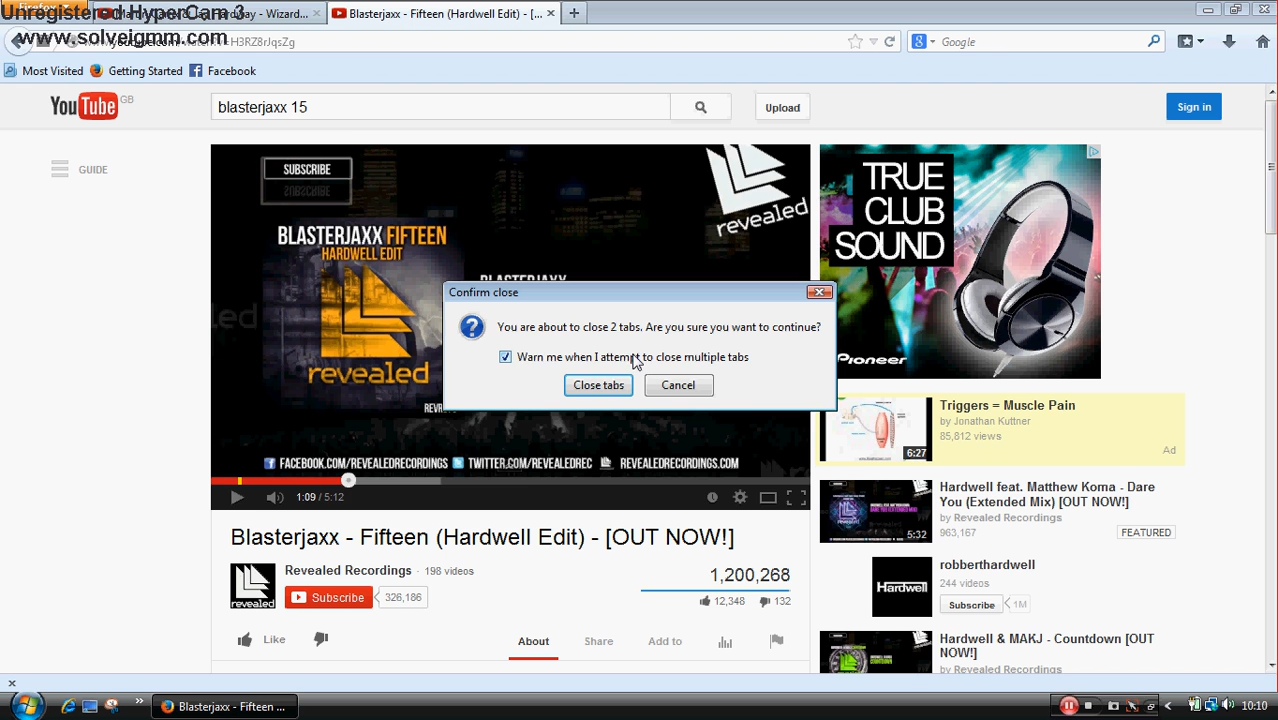 Unregistered HyperCam 3
www.solveigmm.com
Firefox
- Wizard...
Blasterjaxx - Fifteen (Hardwell Edit) - [...
H3RZ8rJqsZg
Google
Most Visited
Getting Started
Facebook
YouTube GB
blasterjaxx 15
Upload
Sign in
GUIDE
SUBSCRIBE
revealed
BLASTERJAXX FIFTEEN
HARDWELL EDIT
revealed
FACEBOOK.COM/REVEALEDRECORDINGS
TWITTER.COM/REVEALEDREC
REVEALEDRECORDINGS.COM
TRUE
CLUB
SOUND
Pioneer
Confirm close
You are about to close 2 tabs. Are you sure you want to continue?
Warn me when I attempt to close multiple tabs
Close tabs
Cancel
1:09 / 5:12
Blasterjaxx - Fifteen (Hardwell Edit) - [OUT NOW!]
revealed
Revealed Recordings · 198 videos
Subscribe
326,186
1,200,268
12,348
132
Like
About
Share
Add to
6:27
Triggers = Muscle Pain
by Jonathan Kuttner
85,812 views
Ad
5:32
Hardwell feat. Matthew Koma - Dare
You (Extended Mix) [OUT NOW!]
by Revealed Recordings
963,167
FEATURED
Hardwell
robberthardwell
244 videos
Subscribe
1M
Hardwell & MAKJ - Countdown [OUT
NOW!]
by Revealed Recordings
Blasterjaxx - Fifteen ...
10:10